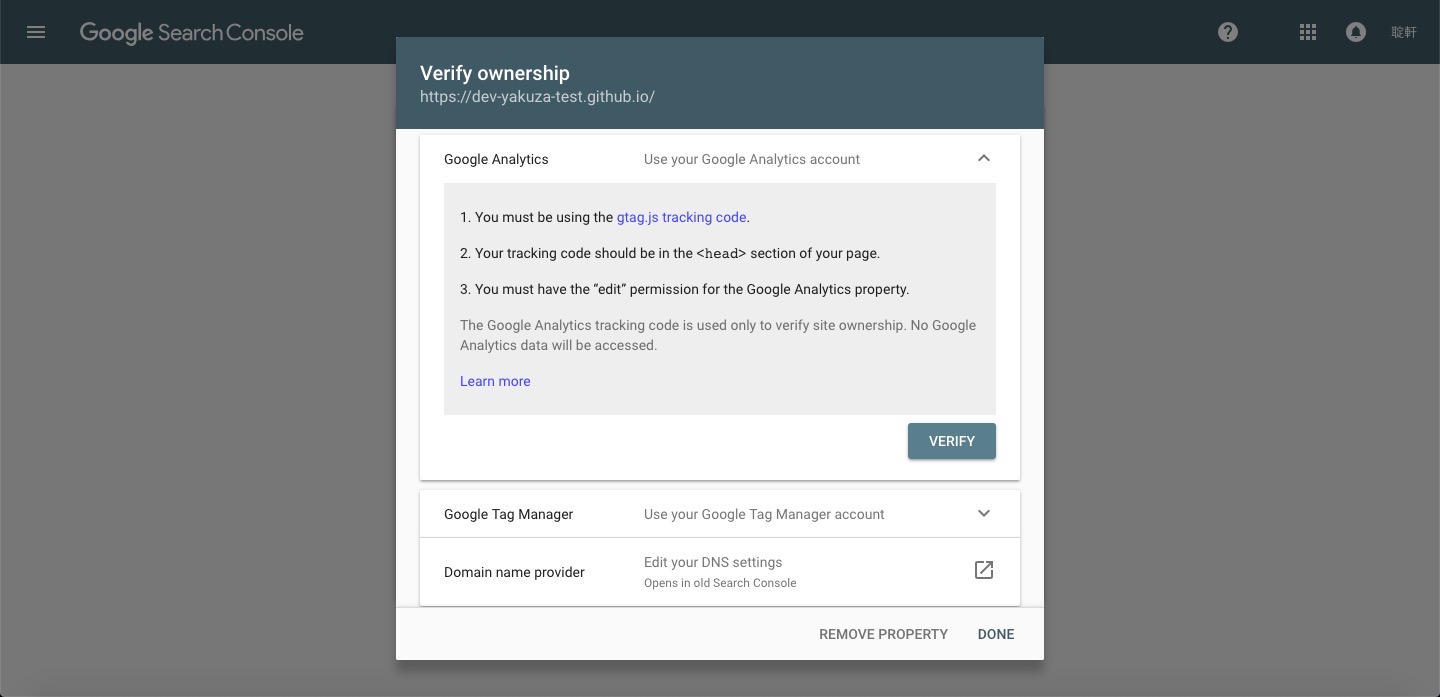 Google Search Console
聢軒
Verify ownership
https://dev-yakuza-test.github.io/
Google Analytics Use your Google Analytics account
1. You must be using the gtag.js tracking code.
2. Your tracking code should be in the <head> section of your page.
3. You must have the “edit” permission for the Google Analytics property.
The Google Analytics tracking code is used only to verify site ownership. No Google
Analytics data will be accessed.
Learn more
VERIFY
Google Tag Manager Use your Google Tag Manager account
Domain name provider Edit your DNS settings
Opens in old Search Console
REMOVE PROPERTY DONE